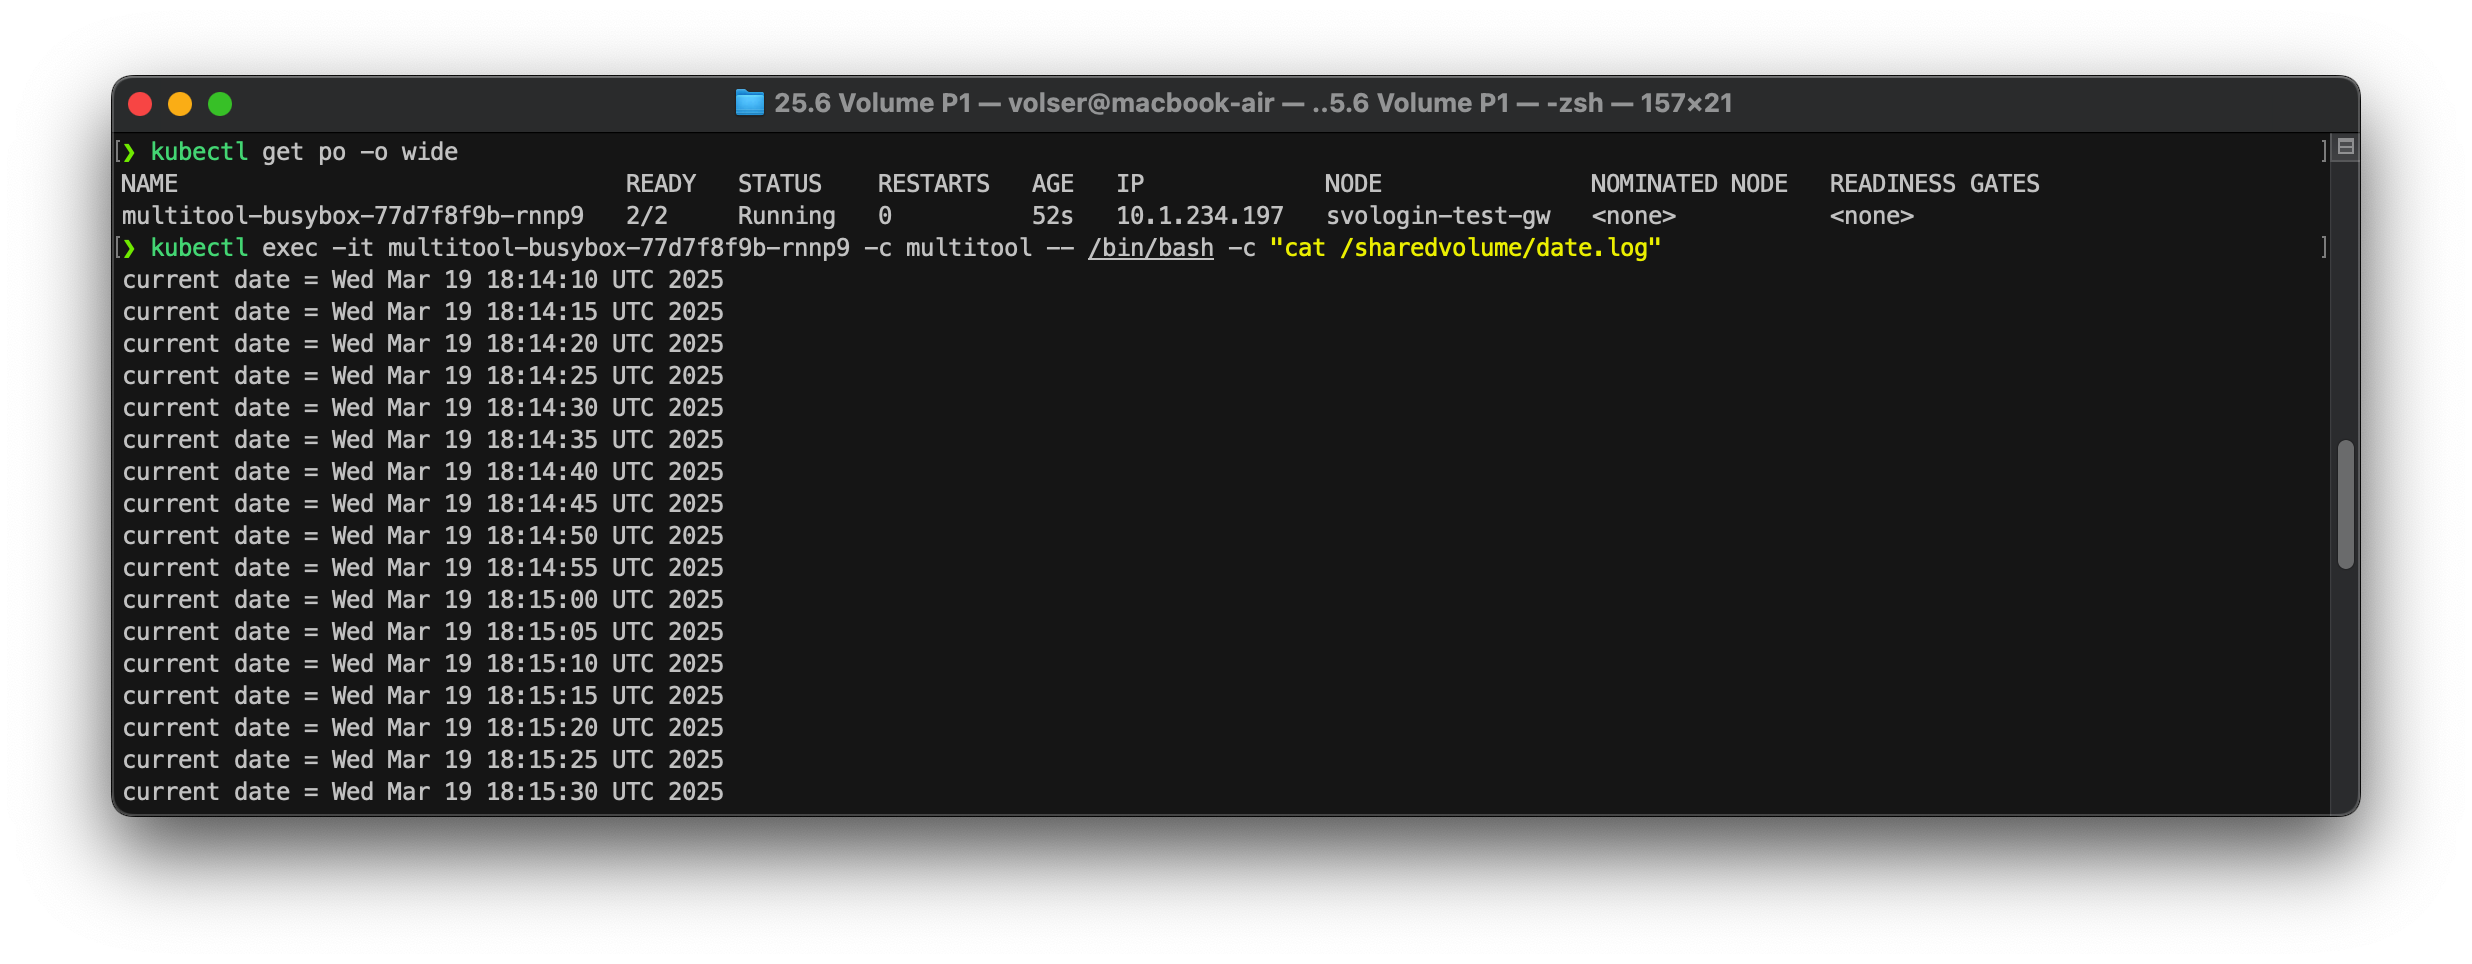 25.6 Volume P1 — volser@macbook-air — ..5.6 Volume P1 — -zsh — 157×21
[❯ kubectl get po -o wide ]
NAME READY STATUS RESTARTS AGE IP NODE NOMINATED NODE READINESS GATES
multitool-busybox-77d7f8f9b-rnnp9 2/2 Running 0 52s 10.1.234.197 svologin-test-gw <none> <none>
[❯ kubectl exec -it multitool-busybox-77d7f8f9b-rnnp9 -c multitool -- /bin/bash -c "cat /sharedvolume/date.log" ]
current date = Wed Mar 19 18:14:10 UTC 2025
current date = Wed Mar 19 18:14:15 UTC 2025
current date = Wed Mar 19 18:14:20 UTC 2025
current date = Wed Mar 19 18:14:25 UTC 2025
current date = Wed Mar 19 18:14:30 UTC 2025
current date = Wed Mar 19 18:14:35 UTC 2025
current date = Wed Mar 19 18:14:40 UTC 2025
current date = Wed Mar 19 18:14:45 UTC 2025
current date = Wed Mar 19 18:14:50 UTC 2025
current date = Wed Mar 19 18:14:55 UTC 2025
current date = Wed Mar 19 18:15:00 UTC 2025
current date = Wed Mar 19 18:15:05 UTC 2025
current date = Wed Mar 19 18:15:10 UTC 2025
current date = Wed Mar 19 18:15:15 UTC 2025
current date = Wed Mar 19 18:15:20 UTC 2025
current date = Wed Mar 19 18:15:25 UTC 2025
current date = Wed Mar 19 18:15:30 UTC 2025